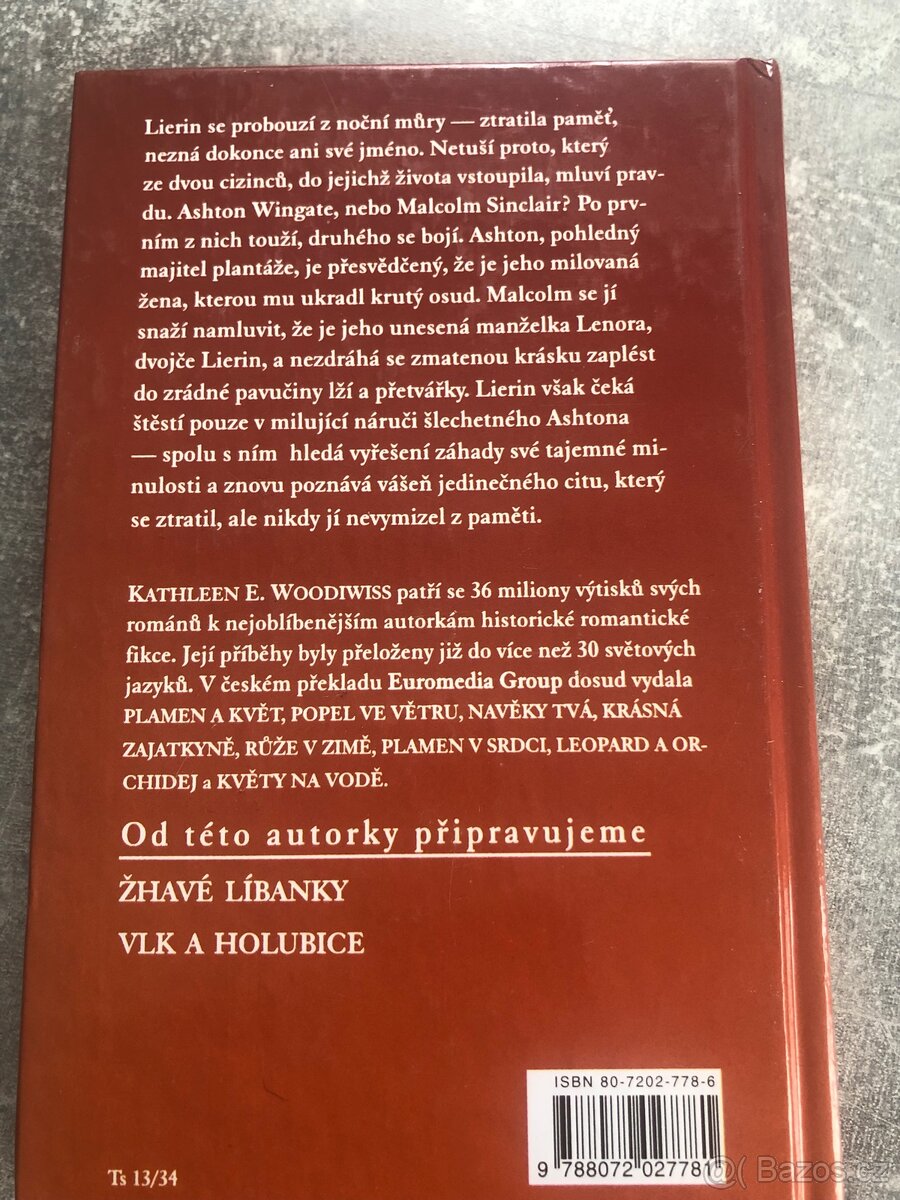 Lierin se probouzí z noční můry — ztratila paměť,
nezná dokonce ani své jméno. Netuší proto, který
ze dvou cizinců, do jejichž života vstoupila, mluví prav-
du. Ashton Wingate, nebo Malcolm Sinclair? Po prv-
ním z nich touží, druhého se bojí. Ashton, pohledný
majitel plantáže, je přesvědčený, že je jeho milovaná
žena, kterou mu ukradl krutý osud. Malcolm se jí
snaží namluvit, že je jeho unesená manželka Lenora,
dvojče Lierin, a nezdráhá se zmatenou krásku zaplést
do zrádné pavučiny lží a přetvářky. Lierin však čeká
štěstí pouze v milující náruči šlechetného Ashtona
— spolu s ním hledá vyřešení záhady své tajemné mi-
nulosti a znovu poznává vášeň jedinečného citu, který
se ztratil, ale nikdy jí nevymizel z paměti.
KATHLEEN E. WOODIWISS patří se 36 miliony výtisků svých
románů k nejoblíbenějším autorkám historické romantické
fikce. Její příběhy byly přeloženy již do více než 30 světových
jazyků. V českém překladu Euromedia Group dosud vydala
PLAMEN A KVĚT, POPEL VE VĚTRU, NAVĚKY TVÁ, KRÁSNÁ
ZAJATKYNĚ, RŮŽE V ZIMĚ, PLAMEN V SRDCI, LEOPARD A OR-
CHIDEJ a KVĚTY NA VODĚ.
Od této autorky připravujeme
ŽHAVÉ LÍBANKY
VLK A HOLUBICE
ISBN 80-7202-778-6
9 788072 027781
Ts 13/34
Bazos.cz